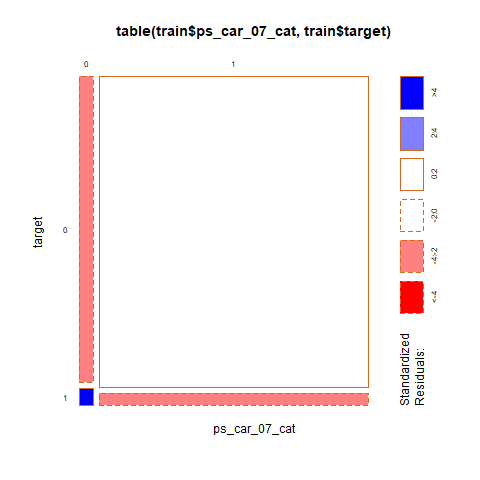 table(train$ps_car_07_cat, train$target)
0 1
target
0
1
ps_car_07_cat
Standardized
Residuals:
<-4
-4:-2
-2:0
0:2
2:4
>4